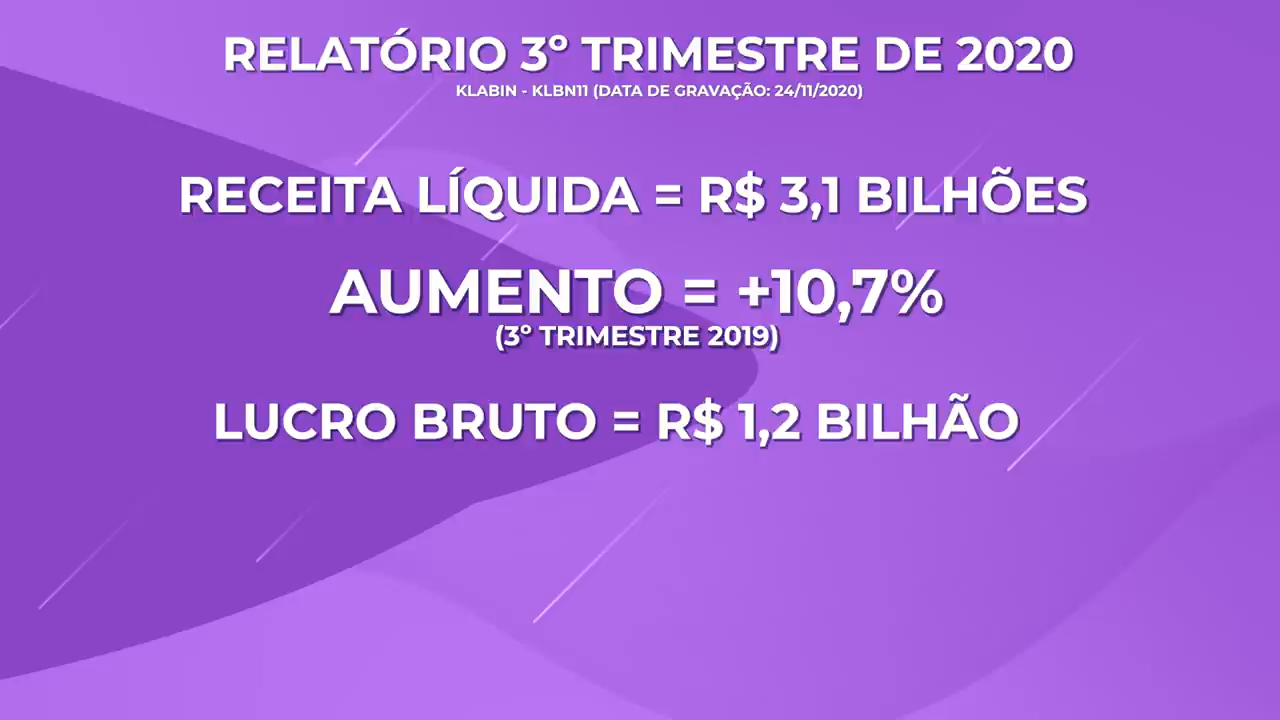 RELATÓRIO 3º TRIMESTRE DE 2020
KLABIN - KLBN11 (DATA DE GRAVAÇÃO: 24/11/2020)
RECEITA LÍQUIDA = R$ 3,1 BILHÕES
AUMENTO = +10,7%
(3º TRIMESTRE 2019)
LUCRO BRUTO = R$ 1,2 BILHÃO